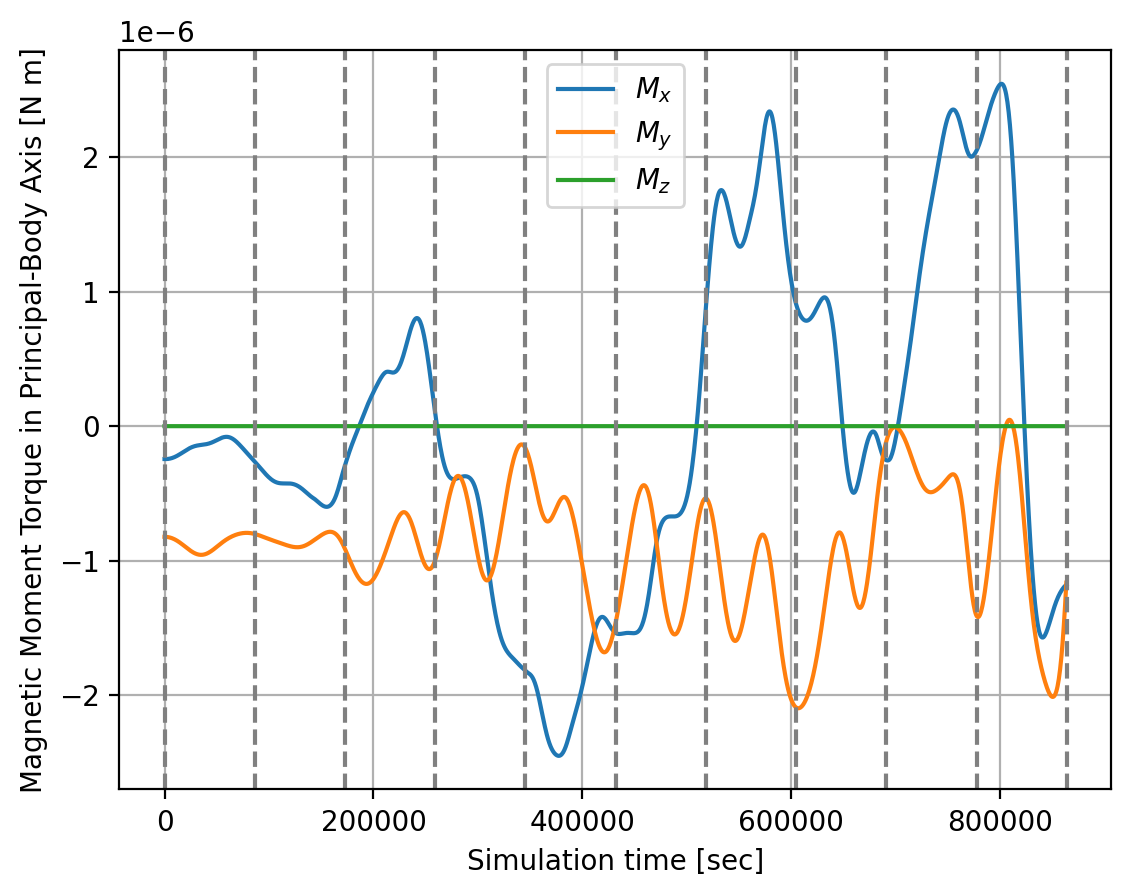 1e−6
Magnetic Moment Torque in Principal-Body Axis [N m]
2
1
0
−1
−2
M_x
M_y
M_z
0 200000 400000 600000 800000
Simulation time [sec]